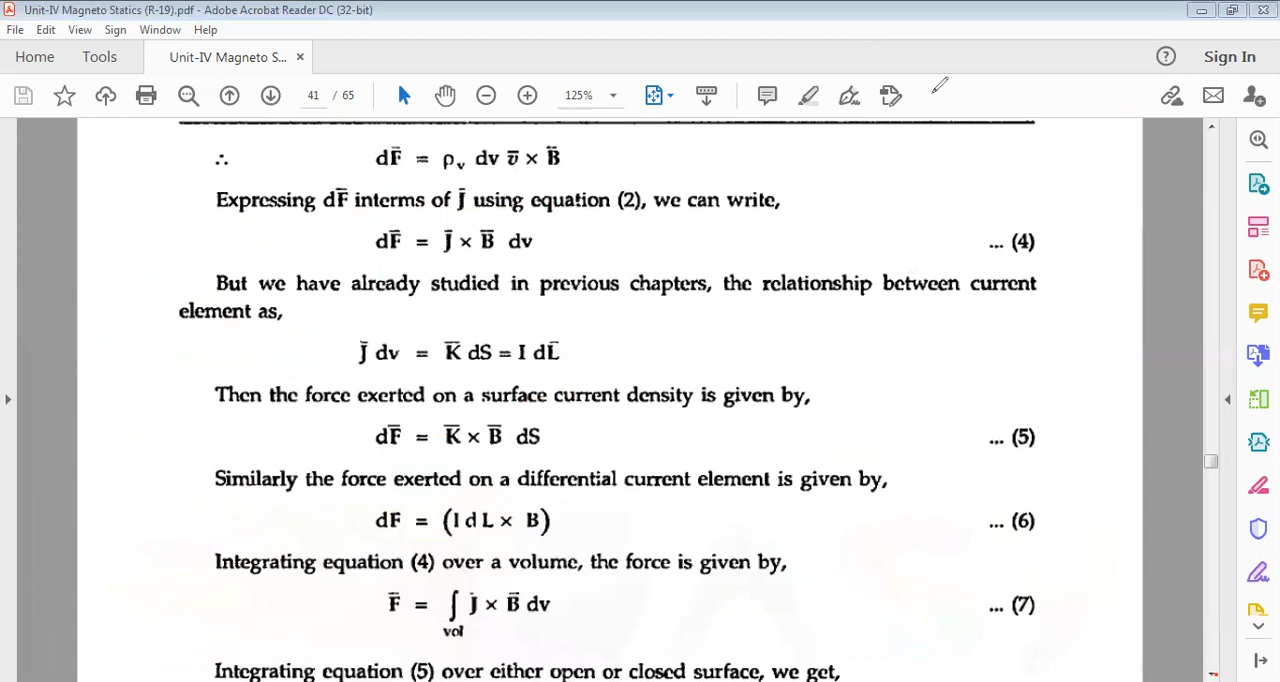 Unit-IV Magneto Statics (R-19).pdf - Adobe Acrobat Reader DC (32-bit)
File Edit View Sign Window Help
Home Tools Unit-IV Magneto S... × Sign In
41 / 65 125%
∴ dF̄ = ρᵥ dv v̄ × B̄
Expressing dF̄ interms of J̄ using equation (2), we can write,
dF̄ = J̄ × B̄ dv ... (4)
But we have already studied in previous chapters, the relationship between current
element as,
J̄ dv = K̄ dS = I dL̄
Then the force exerted on a surface current density is given by,
dF̄ = K̄ × B̄ dS ... (5)
Similarly the force exerted on a differential current element is given by,
dF = (I d L × B) ... (6)
Integrating equation (4) over a volume, the force is given by,
F̄ = ∫ J̄ × B̄ dv ... (7)
vol
Integrating equation (5) over either open or closed surface, we get,